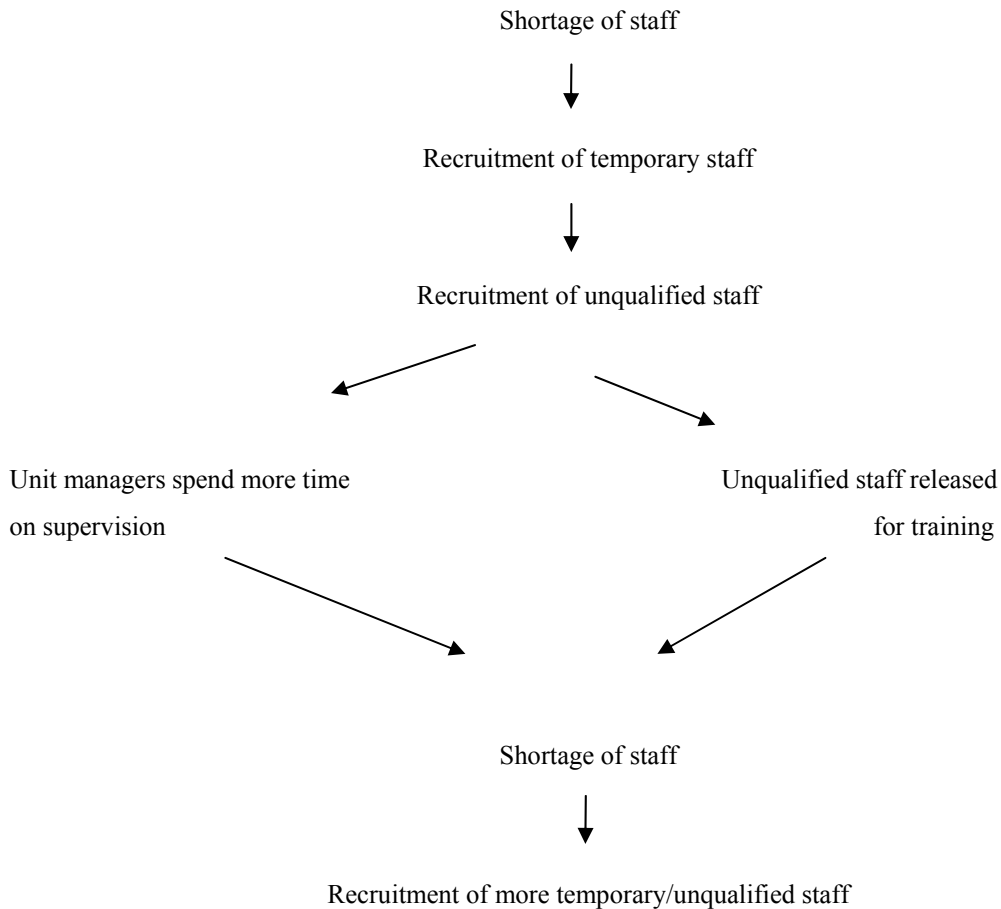 Shortage of staff
Recruitment of temporary staff
Recruitment of unqualified staff
Unit managers spend more time
on supervision
Unqualified staff released
for training
Shortage of staff
Recruitment of more temporary/unqualified staff